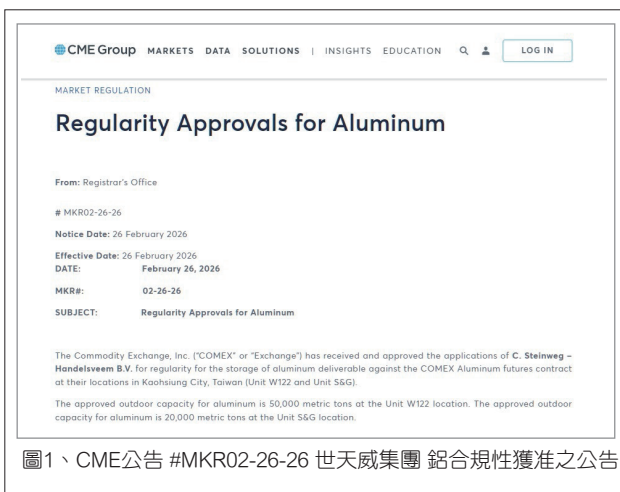 CME Group MARKETS DATA SOLUTIONS | INSIGHTS EDUCATION LOG IN
MARKET REGULATION
Regularity Approvals for Aluminum
From: Registrar's Office
# MKR02-26-26
Notice Date: 26 February 2026
Effective Date: 26 February 2026
DATE: February 26, 2026
MKR#: 02-26-26
SUBJECT: Regularity Approvals for Aluminum
The Commodity Exchange, Inc. ("COMEX" or "Exchange") has received and approved the applications of C. Steinweg –
Handelsveem B.V. for regularity for the storage of aluminum deliverable against the COMEX Aluminum futures contract
at their locations in Kaohsiung City, Taiwan (Unit W122 and Unit S&G).
The approved outdoor capacity for aluminum is 50,000 metric tons at the Unit W122 location. The approved outdoor
capacity for aluminum is 20,000 metric tons at the Unit S&G location.
圖1、CME公告 #MKR02-26-26 世天威集團 鋁合規性獲准之公告